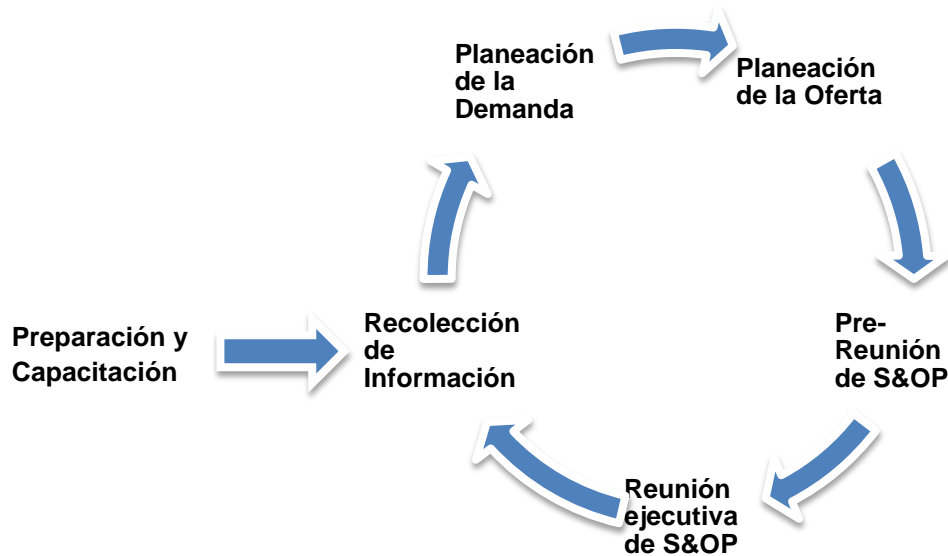 Planeación
de la
Demanda
Planeación
de la Oferta
Preparación y
Capacitación
Recolección
de
Información
Pre-
Reunión
de S&OP
Reunión
ejecutiva
de S&OP